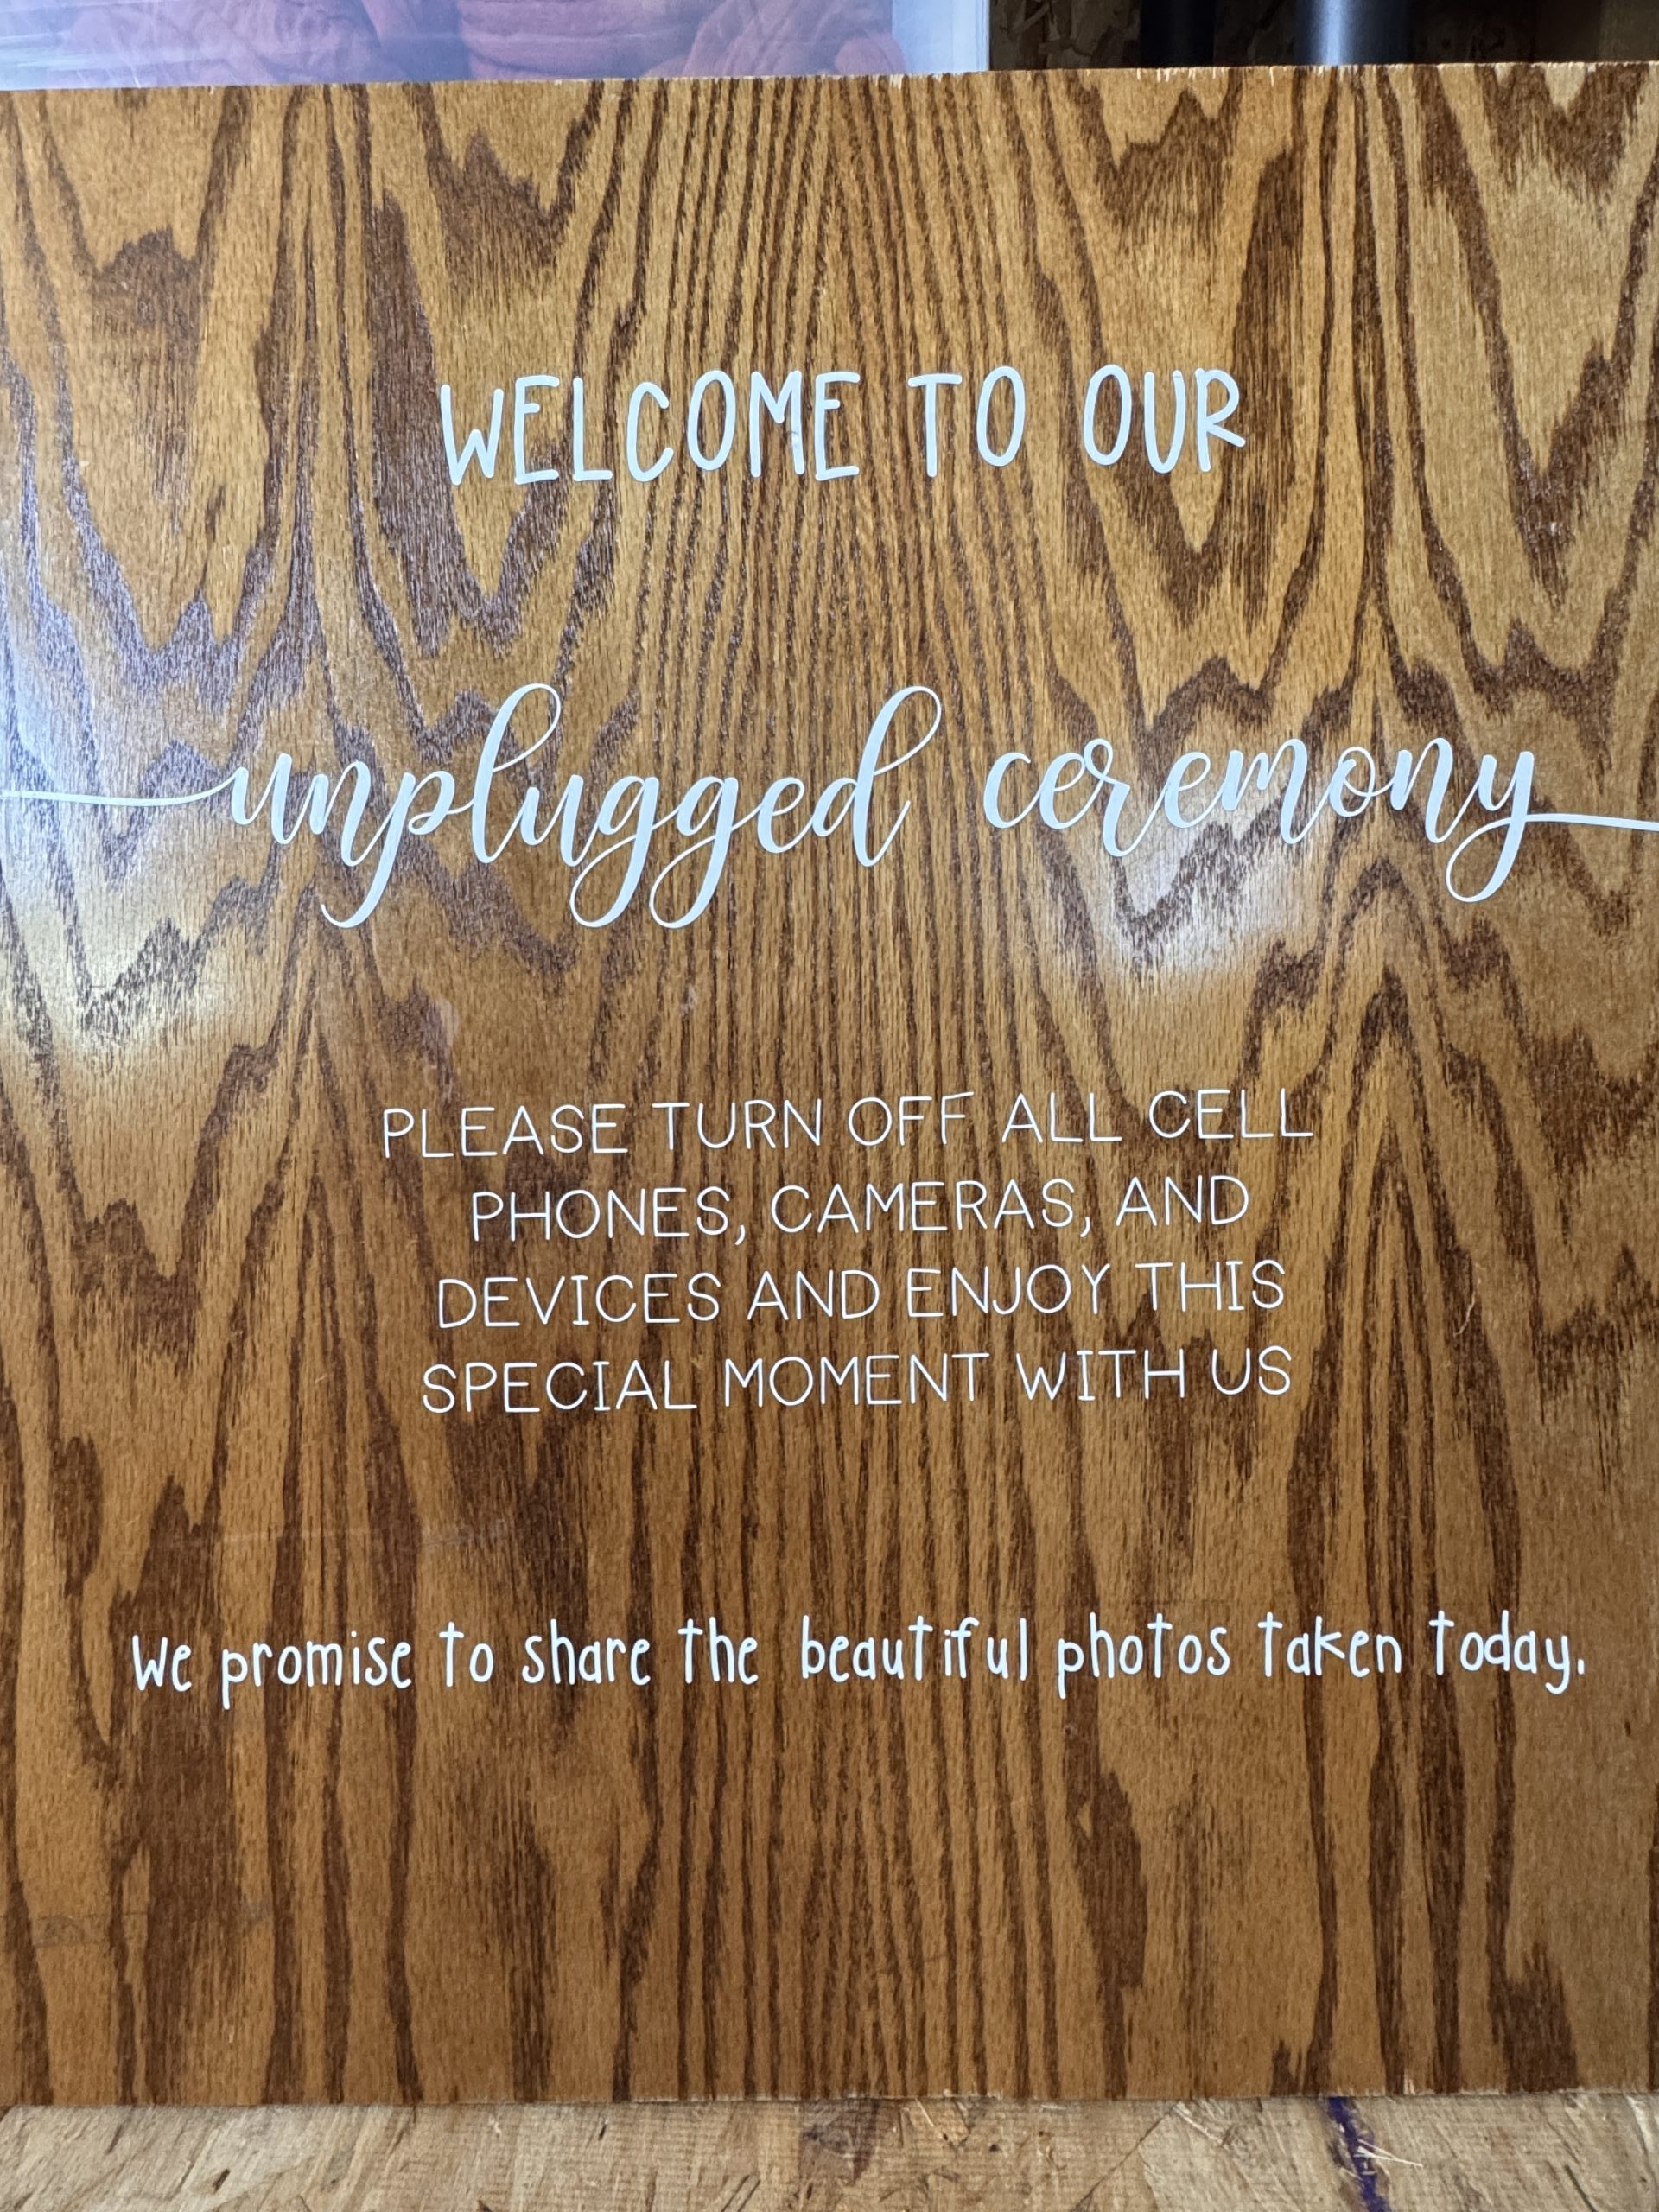 WELCOME TO OUR
unplugged ceremony
PLEASE TURN OFF ALL CELL
PHONES, CAMERAS, AND
DEVICES AND ENJOY THIS
SPECIAL MOMENT WITH US
We promise to share the beautiful photos taken today.